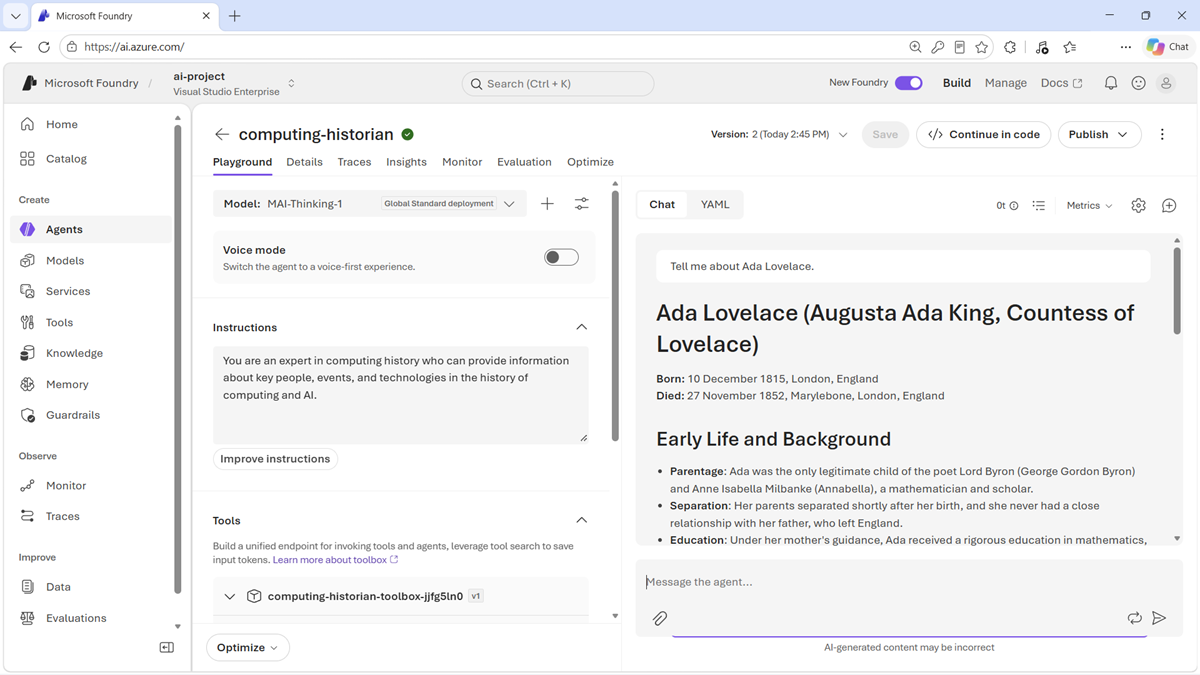 Microsoft Foundry
https://ai.azure.com/
Chat
Microsoft Foundry / ai-project
Visual Studio Enterprise
Search (Ctrl + K)
New Foundry Build Manage Docs
Home
Catalog
Create
Agents
Models
Services
Tools
Knowledge
Memory
Guardrails
Observe
Monitor
Traces
Improve
Data
Evaluations
computing-historian
Version: 2 (Today 2:45 PM) Save Continue in code Publish
Playground Details Traces Insights Monitor Evaluation Optimize
Model: MAI-Thinking-1 Global Standard deployment
Voice mode
Switch the agent to a voice-first experience.
Instructions
You are an expert in computing history who can provide information
about key people, events, and technologies in the history of
computing and AI.
Improve instructions
Tools
Build a unified endpoint for invoking tools and agents, leverage tool search to save
input tokens. Learn more about toolbox
computing-historian-toolbox-jjfg5ln0 v1
Optimize
Chat YAML
0t Metrics
Tell me about Ada Lovelace.
Ada Lovelace (Augusta Ada King, Countess of
Lovelace)
Born: 10 December 1815, London, England
Died: 27 November 1852, Marylebone, London, England
Early Life and Background
• Parentage: Ada was the only legitimate child of the poet Lord Byron (George Gordon Byron)
and Anne Isabella Milbanke (Annabella), a mathematician and scholar.
• Separation: Her parents separated shortly after her birth, and she never had a close
relationship with her father, who left England.
• Education: Under her mother's guidance, Ada received a rigorous education in mathematics,
Message the agent...
AI-generated content may be incorrect